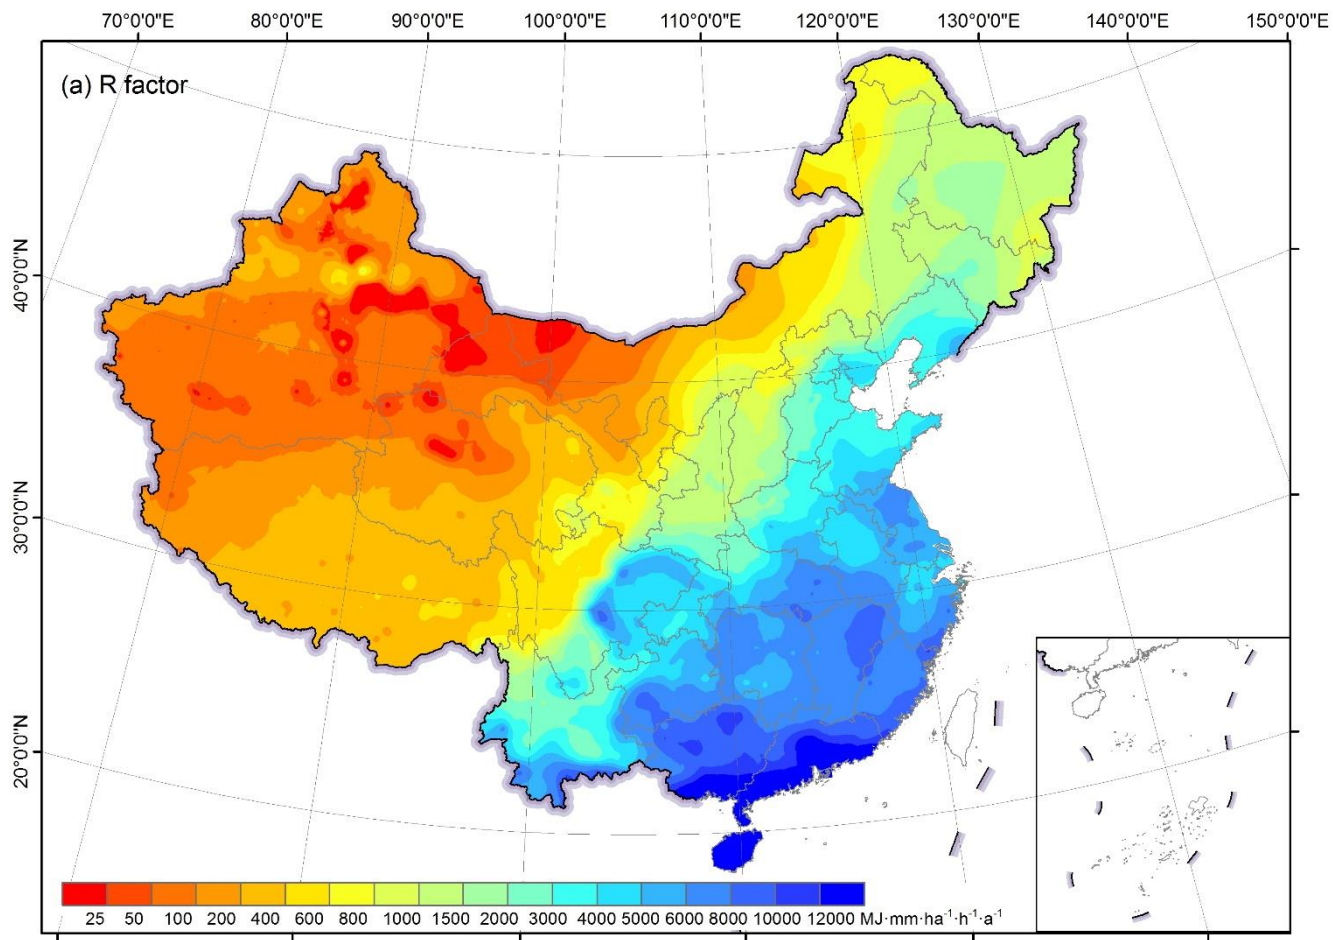 70°0'0"E 80°0'0"E 90°0'0"E 100°0'0"E 110°0'0"E 120°0'0"E 130°0'0"E 140°0'0"E 150°0'0"E
(a) R factor
40°0'0"N
30°0'0"N
20°0'0"N
25 50 100 200 400 600 800 1000 1500 2000 3000 4000 5000 6000 8000 10000 12000 MJ·mm·ha⁻¹·h⁻¹·a⁻¹